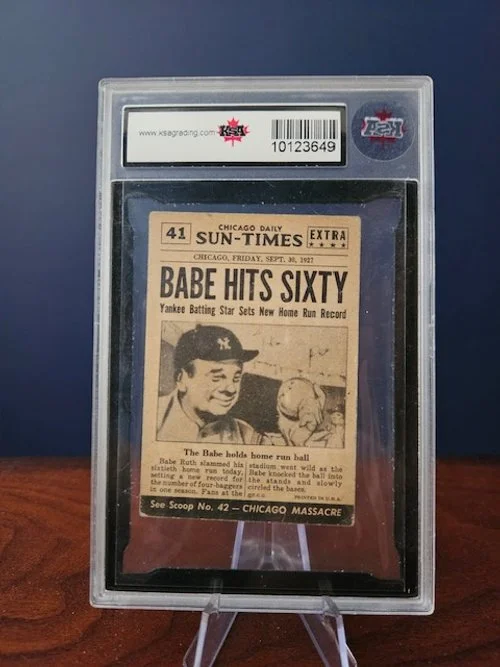 www.ksagrading.com KSA
10123649
KSA
41
CHICAGO DAILY
SUN-TIMES
EXTRA
CHICAGO, FRIDAY, SEPT. 30, 1927
BABE HITS SIXTY
Yankee Batting Star Sets New Home Run Record
NY
The Babe holds home run ball
Babe Ruth slammed his
sixtieth home run today,
setting a new record for
the number of four-baggers
in one season. Fans at the
stadium went wild as the
Babe knocked the ball into
the stands and slowly
circled the bases.
PRINTED IN U.S.A.
See Scoop No. 42 — CHICAGO MASSACRE